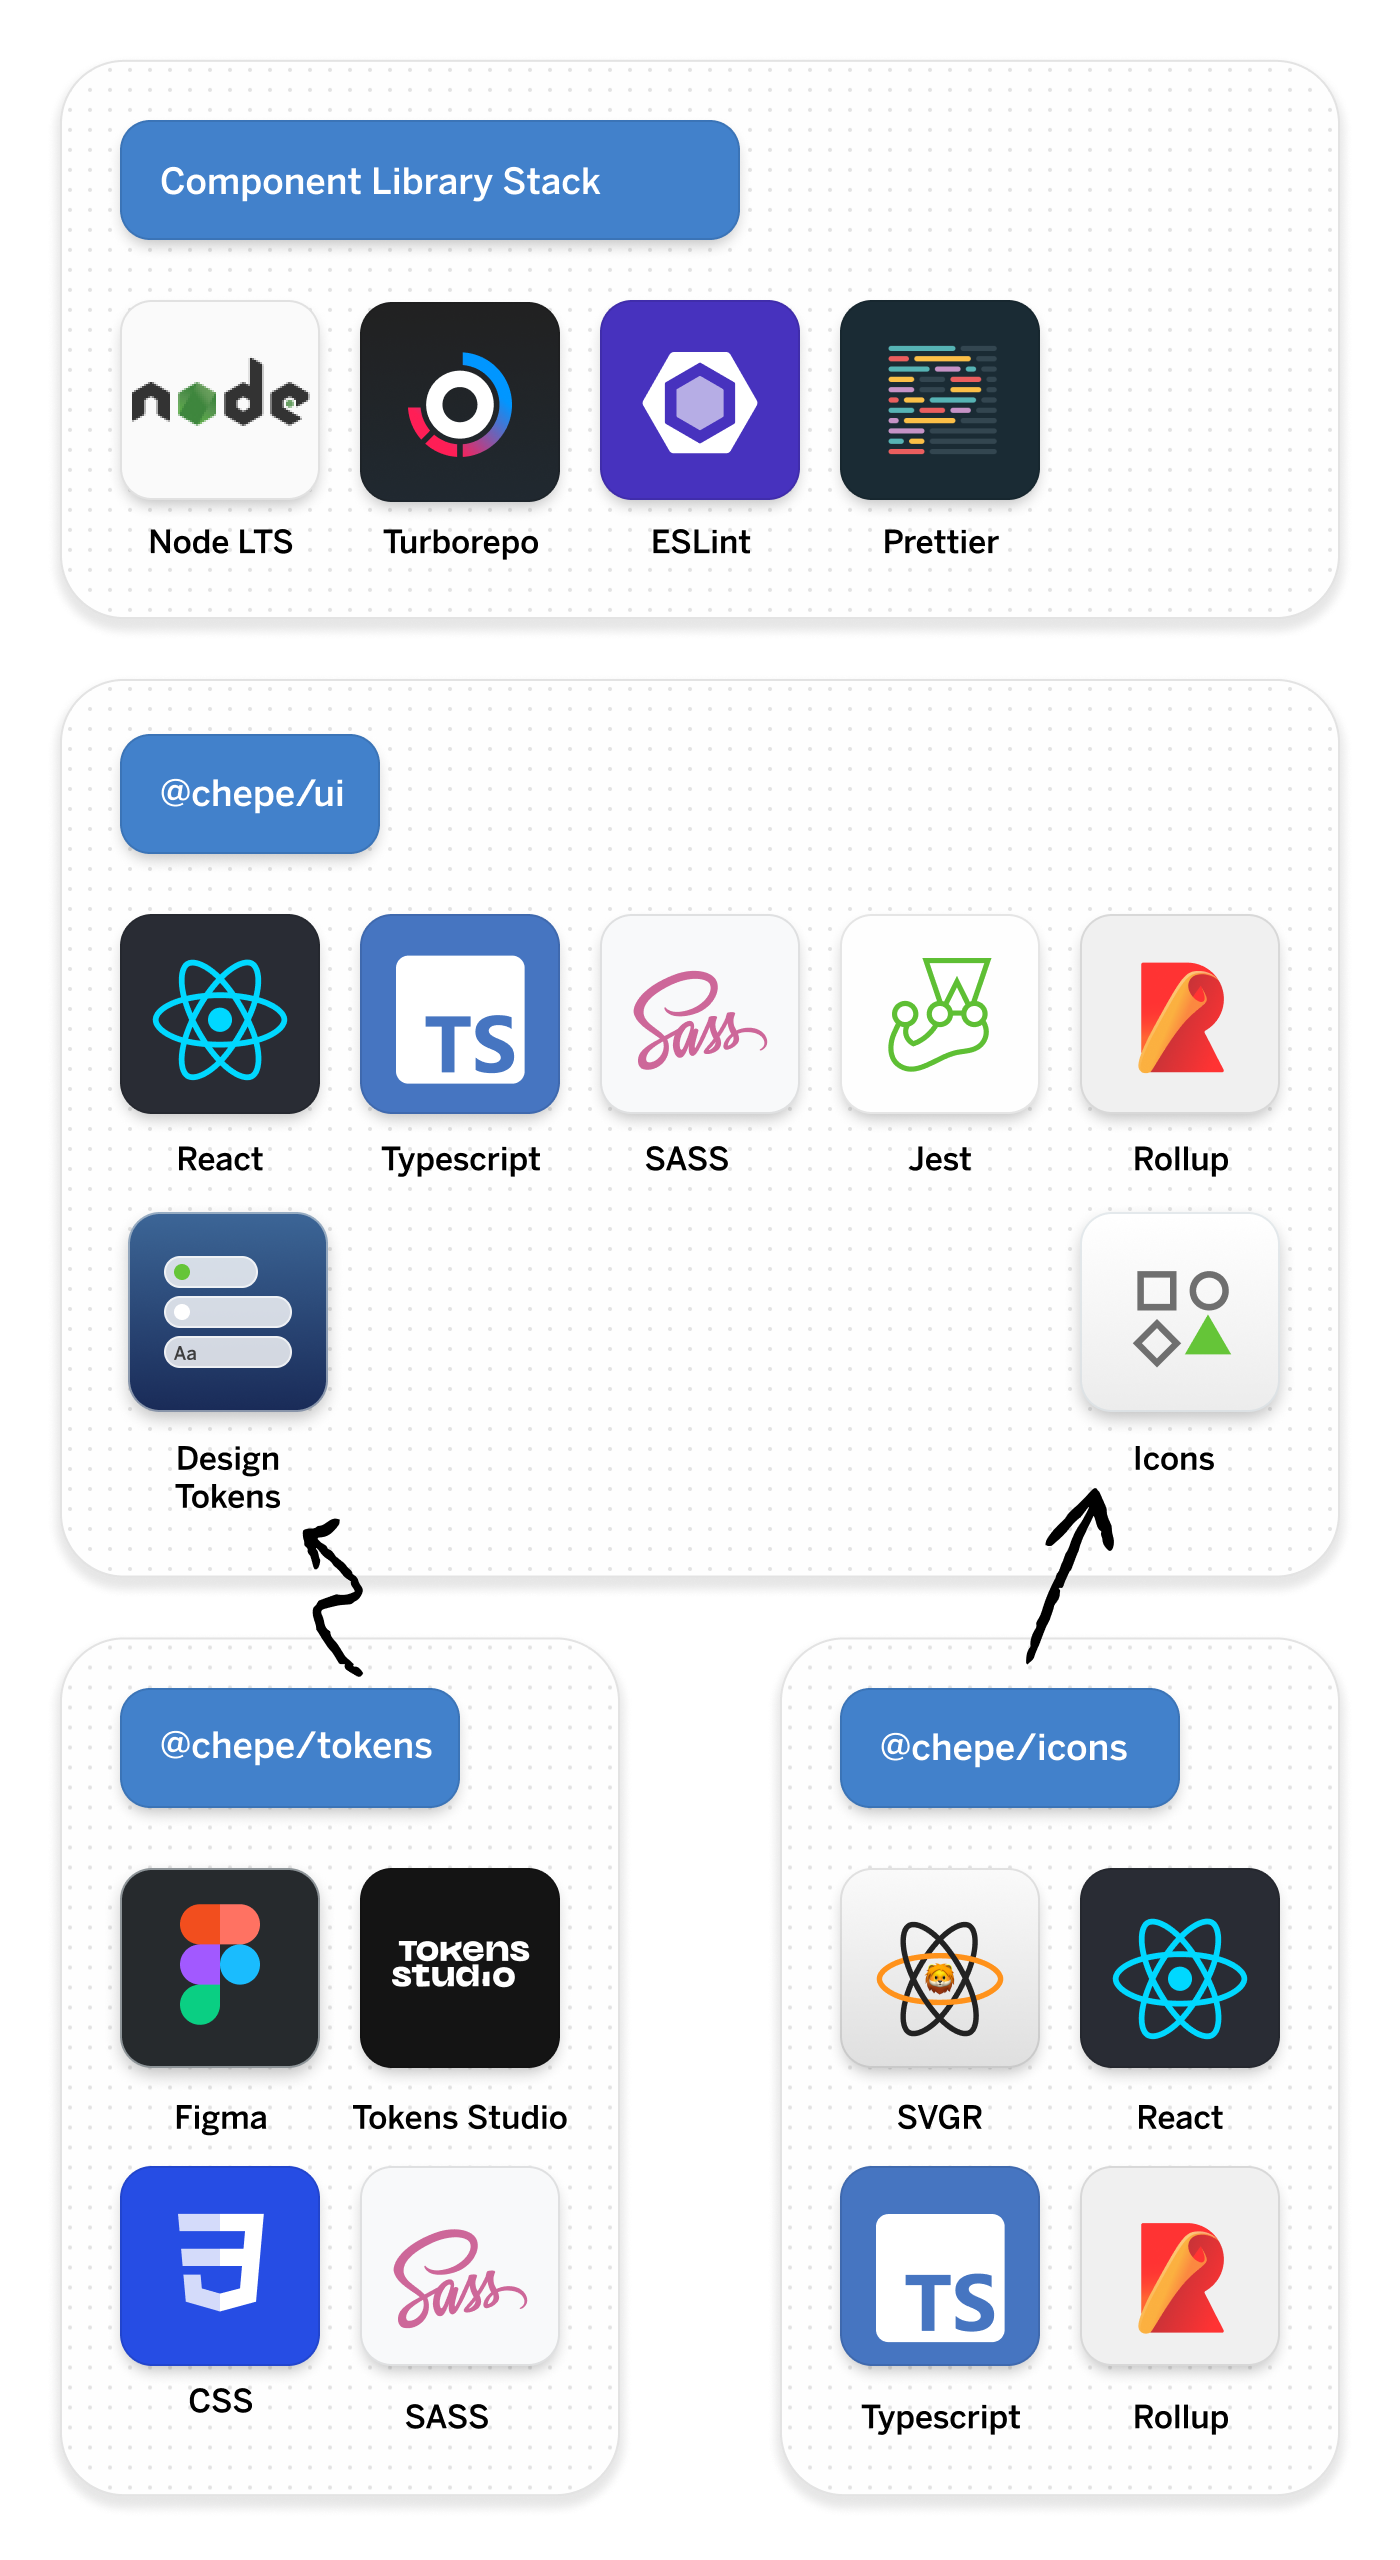 Component Library Stack
node
Node LTS
Turborepo
ESLint
Prettier
@chepe/ui
TS
Sass
React
Typescript
SASS
Jest
Rollup
Aa
Design
Tokens
Icons
@chepe/tokens
Tokens
studio
Figma
Tokens Studio
Sass
CSS
SASS
@chepe/icons
SVGR
React
TS
Typescript
Rollup